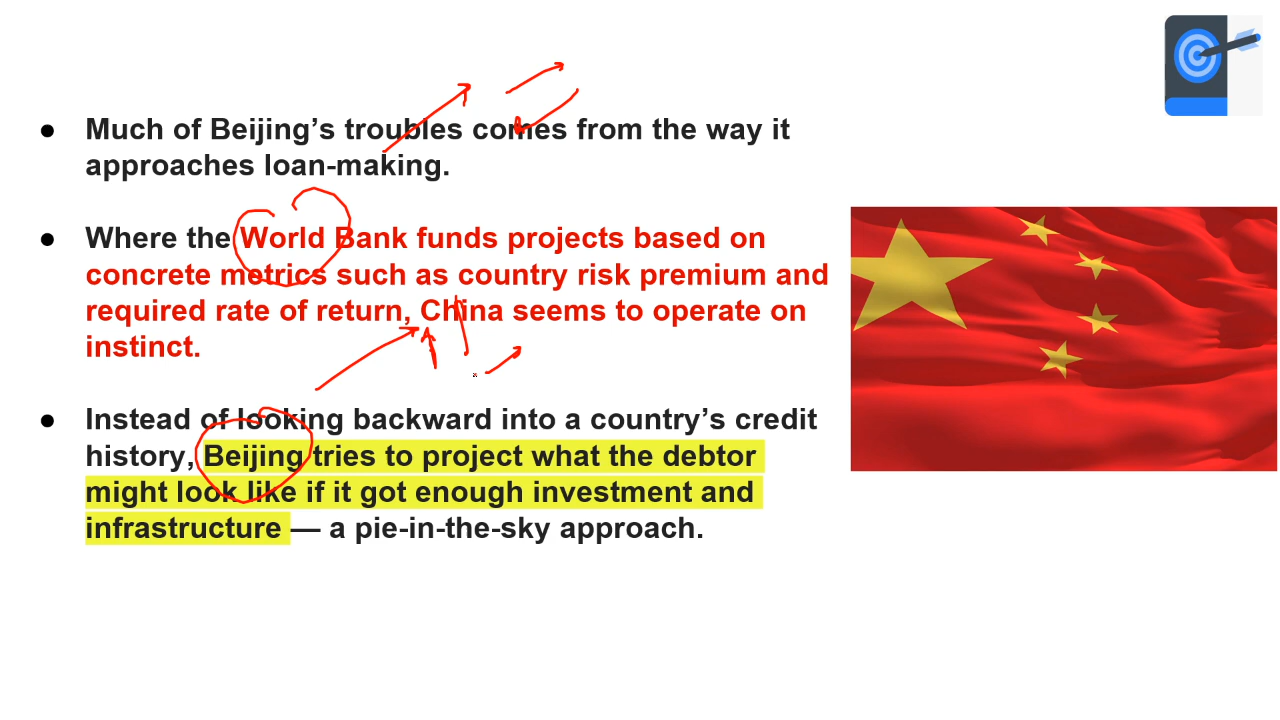 ● Much of Beijing’s troubles comes from the way it
approaches loan-making.
● Where the World Bank funds projects based on
concrete metrics such as country risk premium and
required rate of return, China seems to operate on
instinct.
● Instead of looking backward into a country’s credit
history, Beijing tries to project what the debtor
might look like if it got enough investment and
infrastructure — a pie-in-the-sky approach.